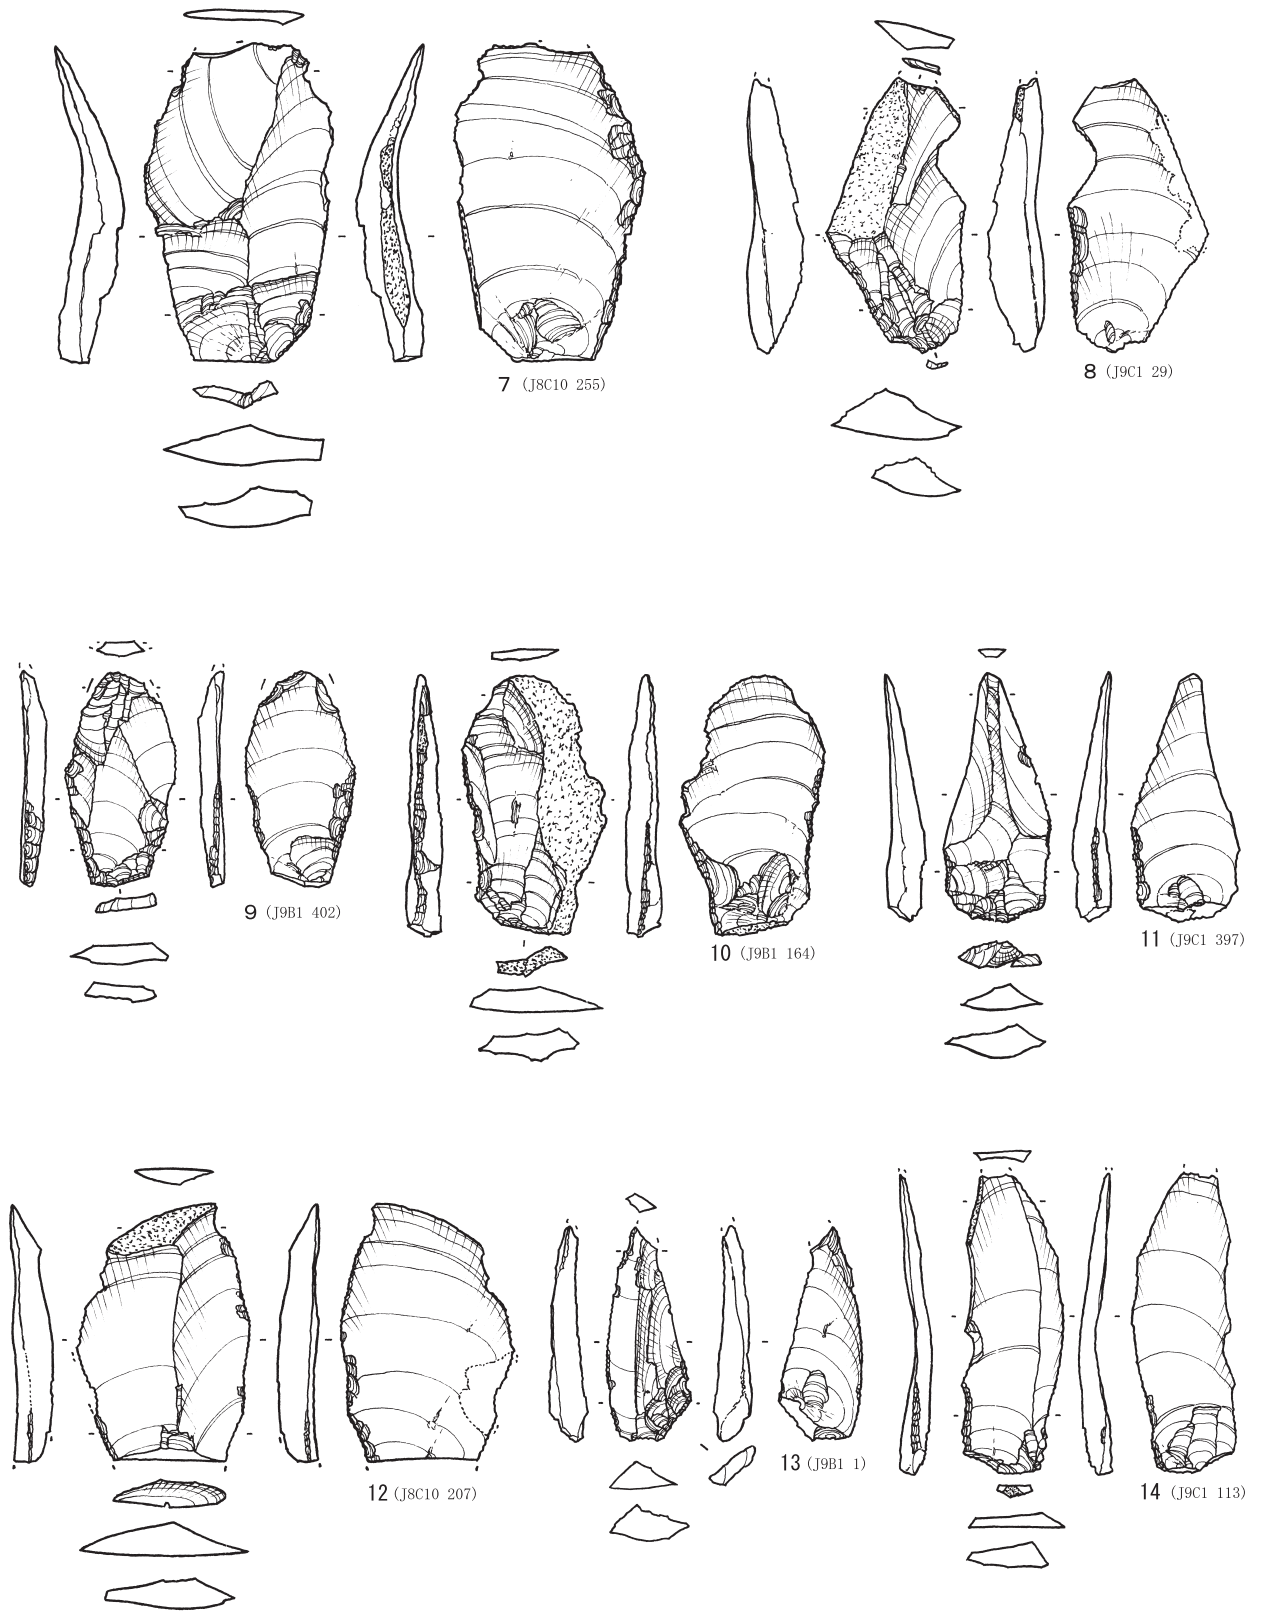 7 (J8C10 255)
8 (J9C1 29)
9 (J9B1 402)
10 (J9B1 164)
11 (J9C1 397)
12 (J8C10 207)
13 (J9B1 1)
14 (J9C1 113)